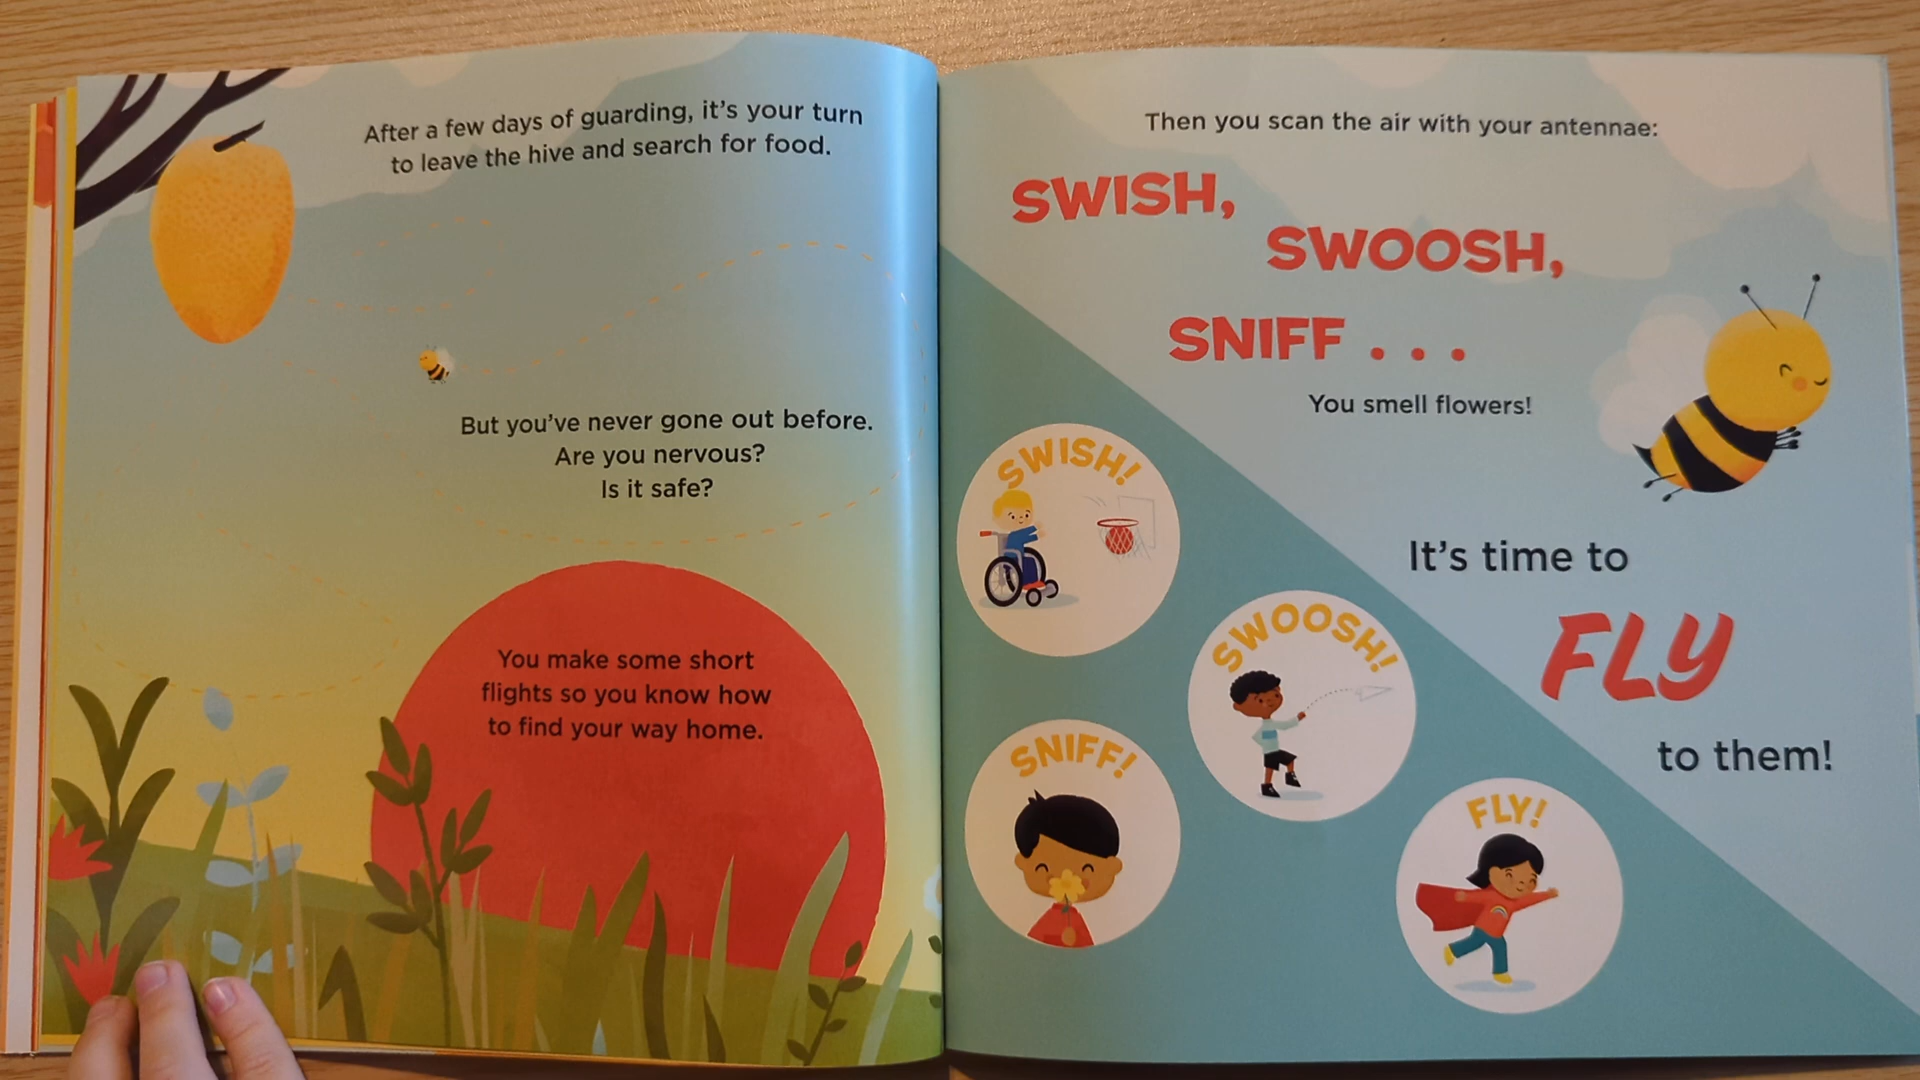 After a few days of guarding, it's your turn
to leave the hive and search for food.
But you've never gone out before.
Are you nervous?
Is it safe?
You make some short
flights so you know how
to find your way home.
Then you scan the air with your antennae:
SWISH,
SWOOSH,
SNIFF . . .
You smell flowers!
It's time to
FLY
to them!
SWISH!
SWOOSH!
SNIFF!
FLY!